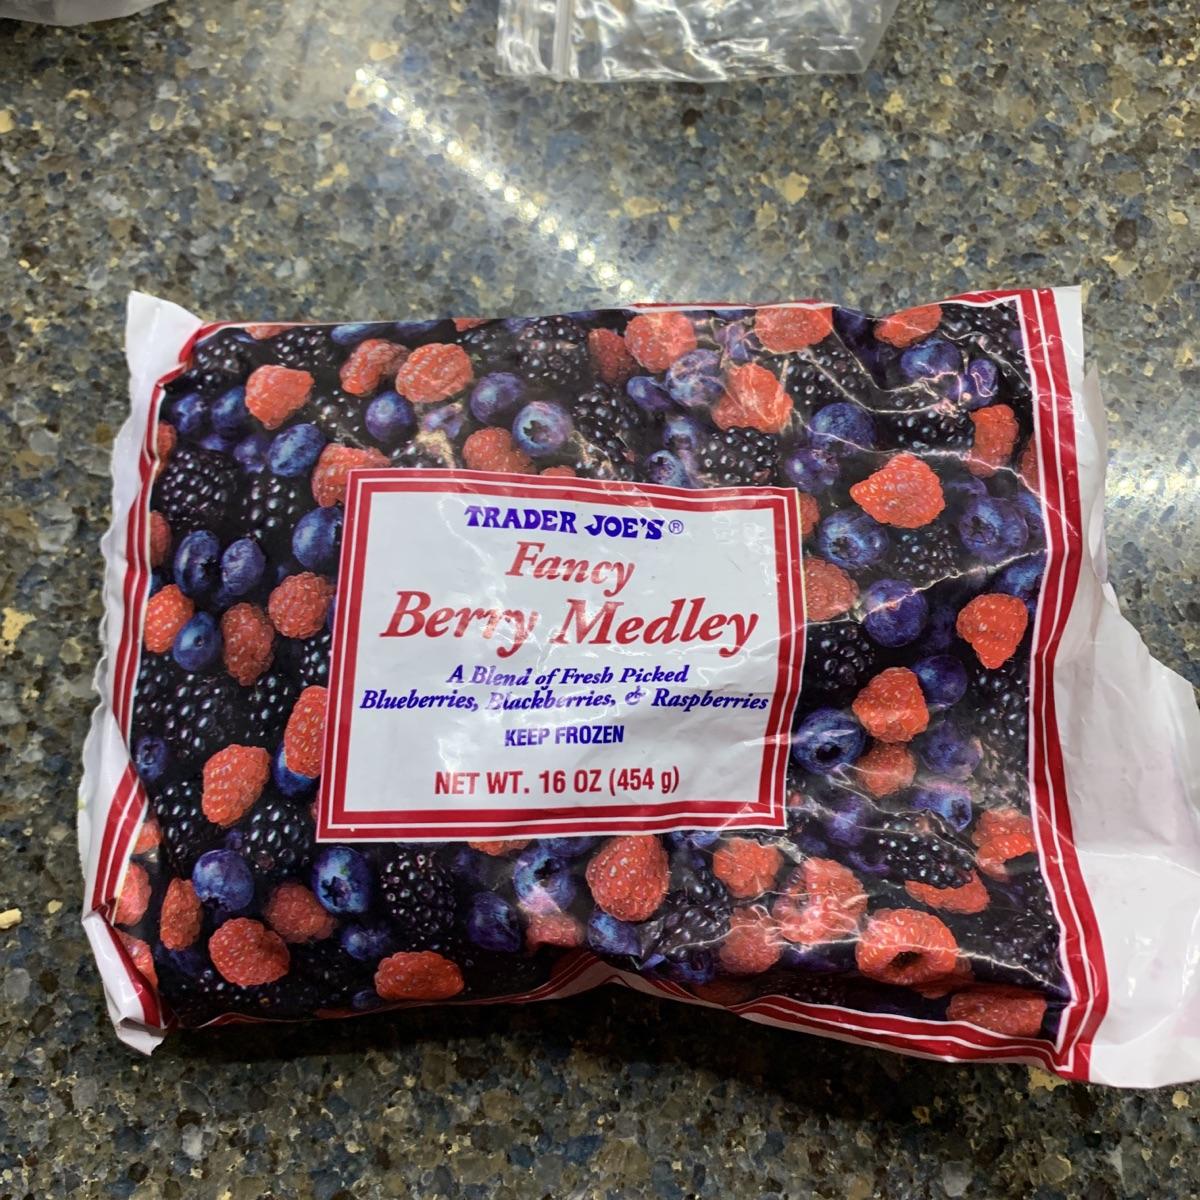 TRADER JOE'S®
Fancy
Berry Medley
A Blend of Fresh Picked
Blueberries, Blackberries, & Raspberries
KEEP FROZEN
NET WT. 16 OZ (454 g)